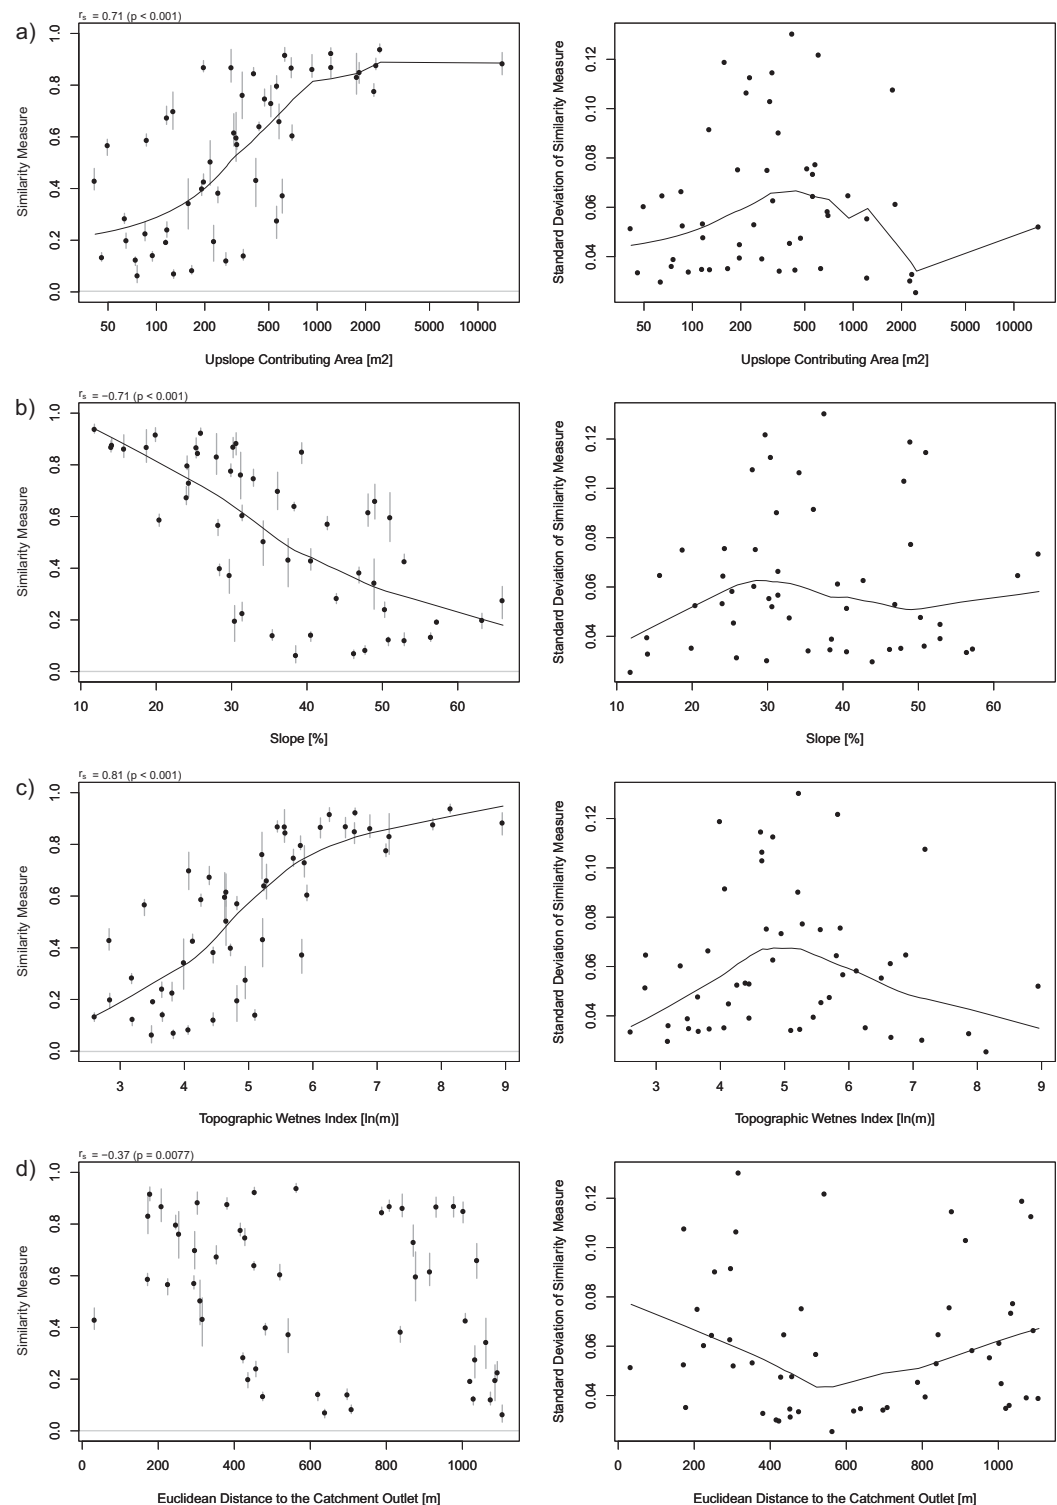 a)
rs = 0.71 (p < 0.001)
Similarity Measure
0.0 0.2 0.4 0.6 0.8 1.0
50 100 200 500 1000 2000 5000 10000
Upslope Contributing Area [m2]
Standard Deviation of Similarity Measure
0.04 0.06 0.08 0.10 0.12
50 100 200 500 1000 2000 5000 10000
Upslope Contributing Area [m2]
b)
rs = −0.71 (p < 0.001)
Similarity Measure
0.0 0.2 0.4 0.6 0.8 1.0
10 20 30 40 50 60
Slope [%]
Standard Deviation of Similarity Measure
0.04 0.06 0.08 0.10 0.12
10 20 30 40 50 60
Slope [%]
c)
rs = 0.81 (p < 0.001)
Similarity Measure
0.0 0.2 0.4 0.6 0.8 1.0
3 4 5 6 7 8 9
Topographic Wetnes Index [ln(m)]
Standard Deviation of Similarity Measure
0.04 0.06 0.08 0.10 0.12
3 4 5 6 7 8 9
Topographic Wetnes Index [ln(m)]
d)
rs = −0.37 (p = 0.0077)
Similarity Measure
0.0 0.2 0.4 0.6 0.8 1.0
0 200 400 600 800 1000
Euclidean Distance to the Catchment Outlet [m]
Standard Deviation of Similarity Measure
0.04 0.06 0.08 0.10 0.12
0 200 400 600 800 1000
Euclidean Distance to the Catchment Outlet [m]